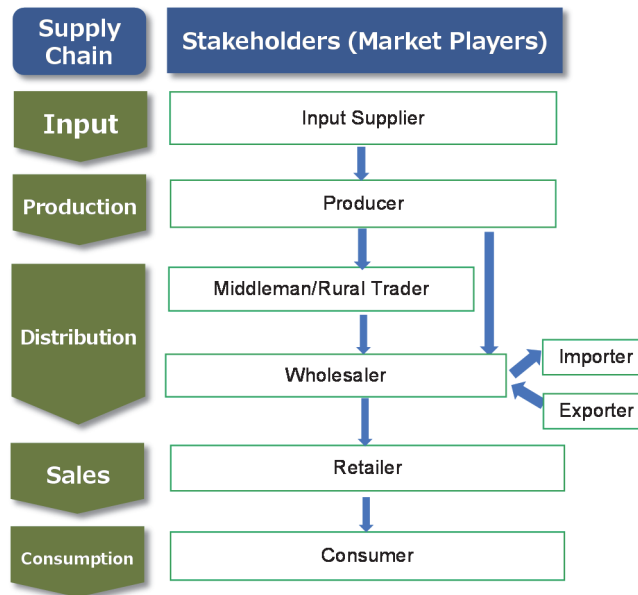 Supply
Chain
Stakeholders (Market Players)
Input
Input Supplier
Production
Producer
Distribution
Middleman/Rural Trader
Wholesaler
Importer
Exporter
Sales
Retailer
Consumption
Consumer